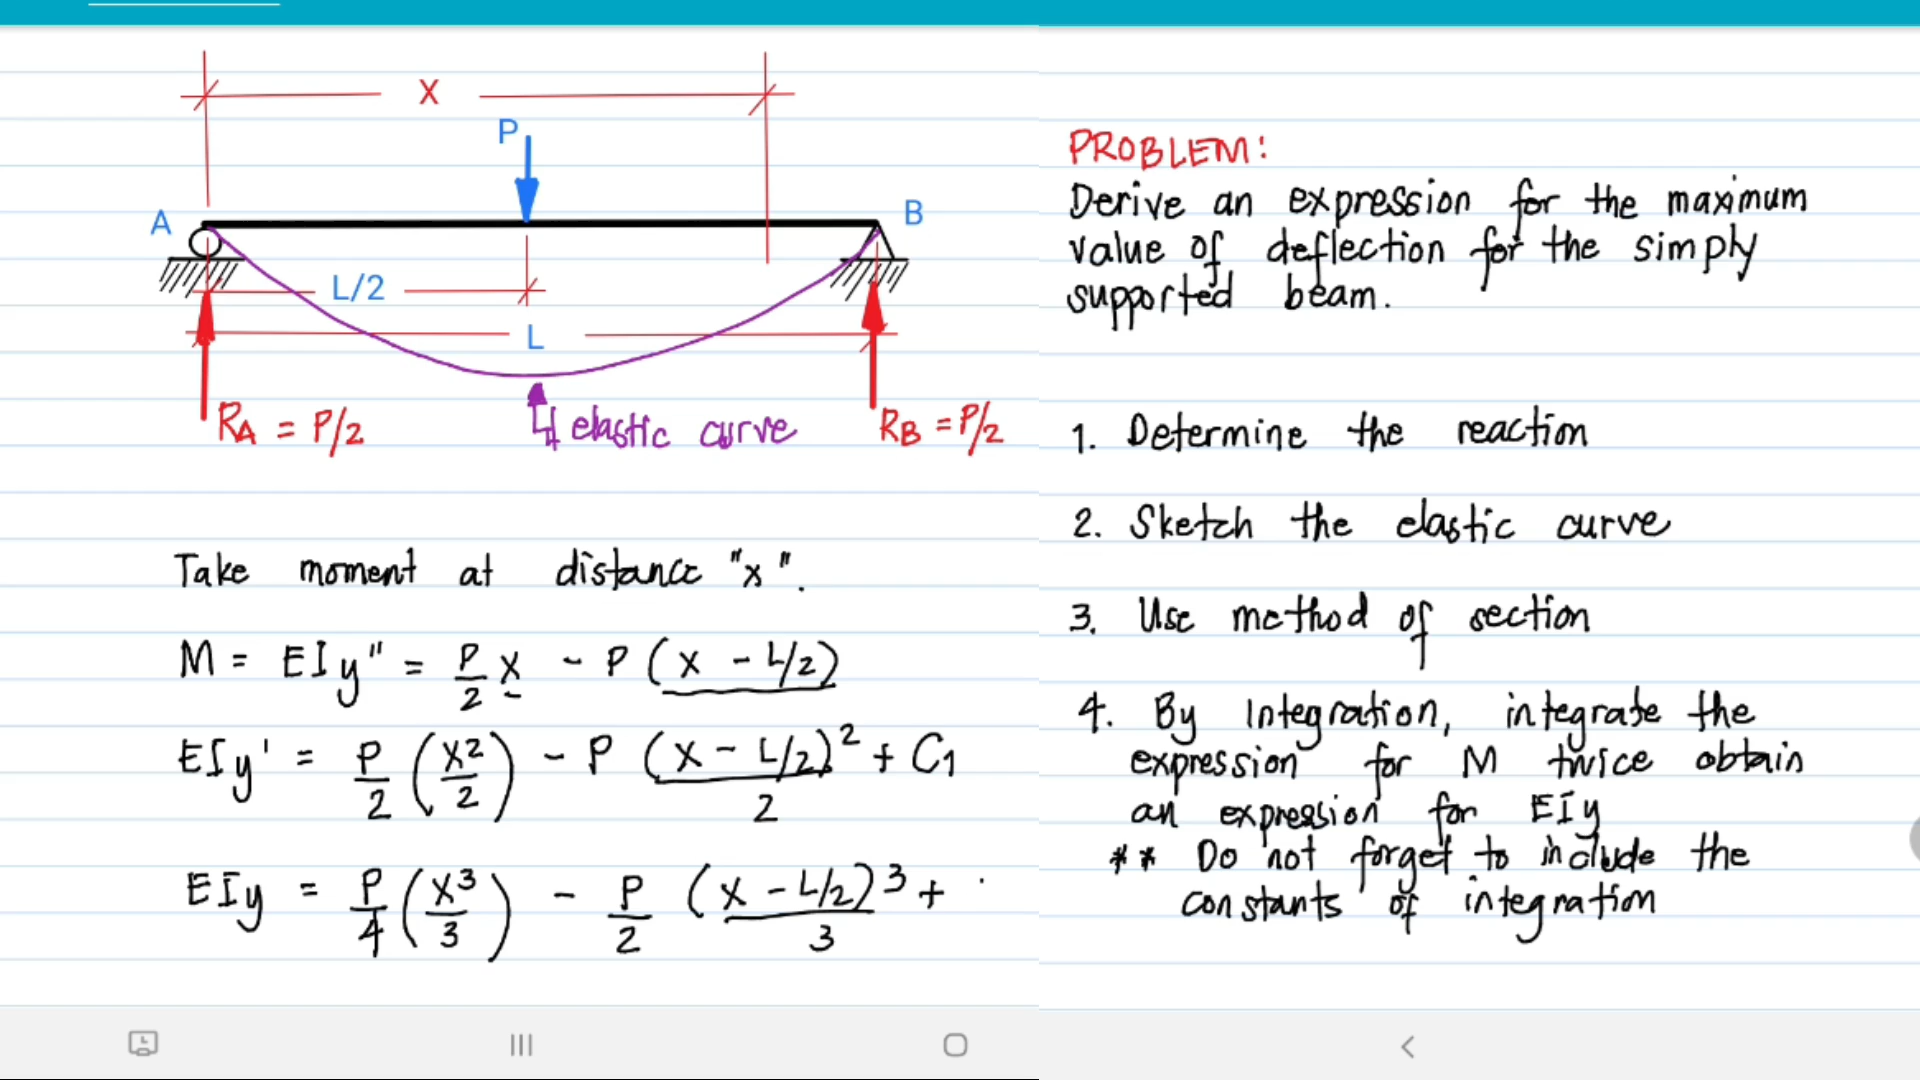 X
P
A
B
L/2
L
RA = P/2
elastic curve
RB = P/2
Take moment at distance "x".
M = EIy" = P/2 x - P (x - L/2)
EIy' = P/2 (x²/2) - P (x - L/2)²/2 + C1
EIy = P/4 (x³/3) - P/2 (x - L/2)³/3 +
PROBLEM:
Derive an expression for the maximum
value of deflection for the simply
supported beam.
1. Determine the reaction
2. Sketch the elastic curve
3. Use method of section
4. By Integration, integrate the
expression for M twice obtain
an expression for EIy
** Do not forget to include the
constants of integration